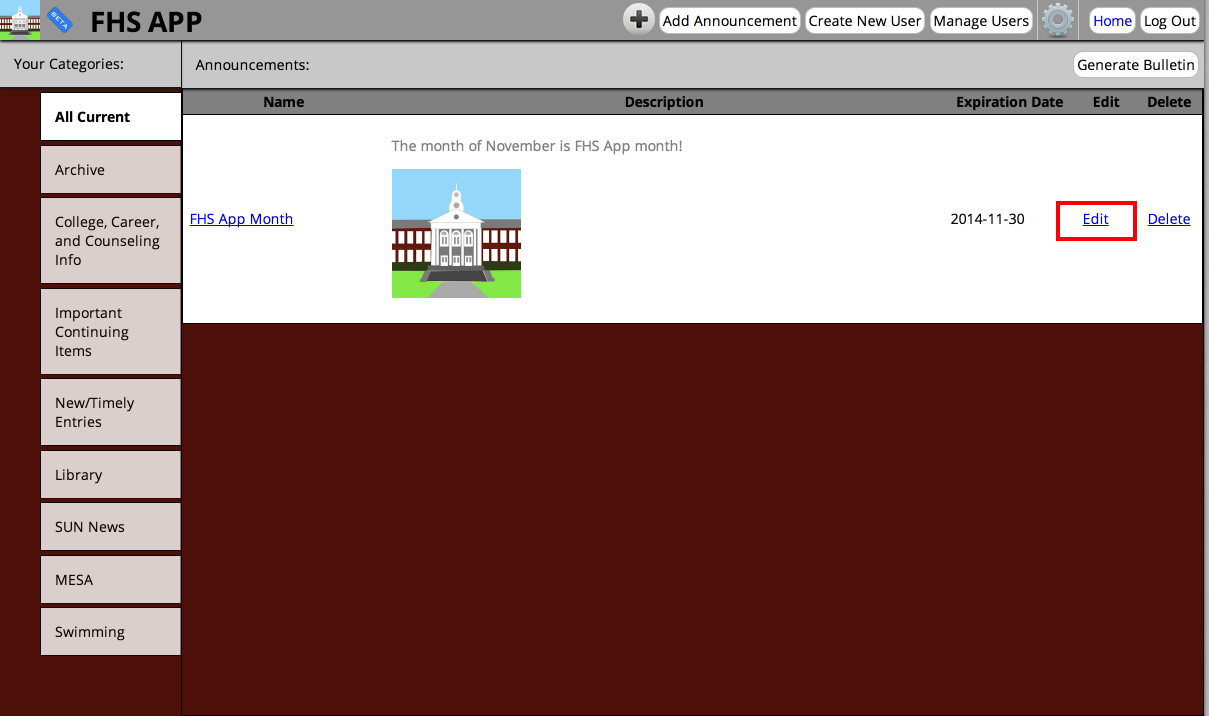 BETA
FHS APP
Add Announcement
Create New User
Manage Users
Home
Log Out
Your Categories:
Announcements:
Generate Bulletin
Name
Description
Expiration Date
Edit
Delete
All Current
Archive
College, Career,
and Counseling
Info
Important
Continuing
Items
New/Timely
Entries
Library
SUN News
MESA
Swimming
FHS App Month
The month of November is FHS App month!
2014-11-30
Edit
Delete